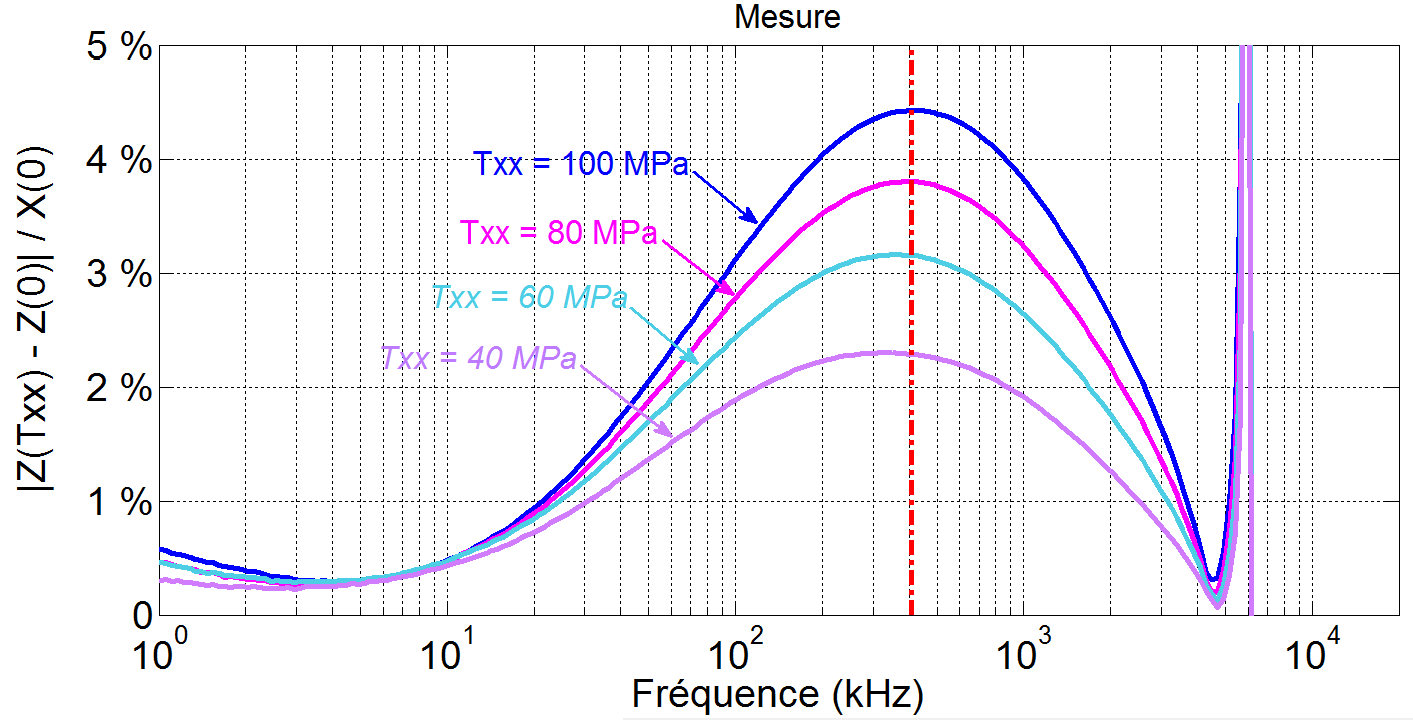 Mesure
|Z(Txx) - Z(0)| / X(0)
5 %
4 %
3 %
2 %
1 %
0
Txx = 100 MPa
Txx = 80 MPa
Txx = 60 MPa
Txx = 40 MPa
10⁰ 10¹ 10² 10³ 10⁴
Fréquence (kHz)